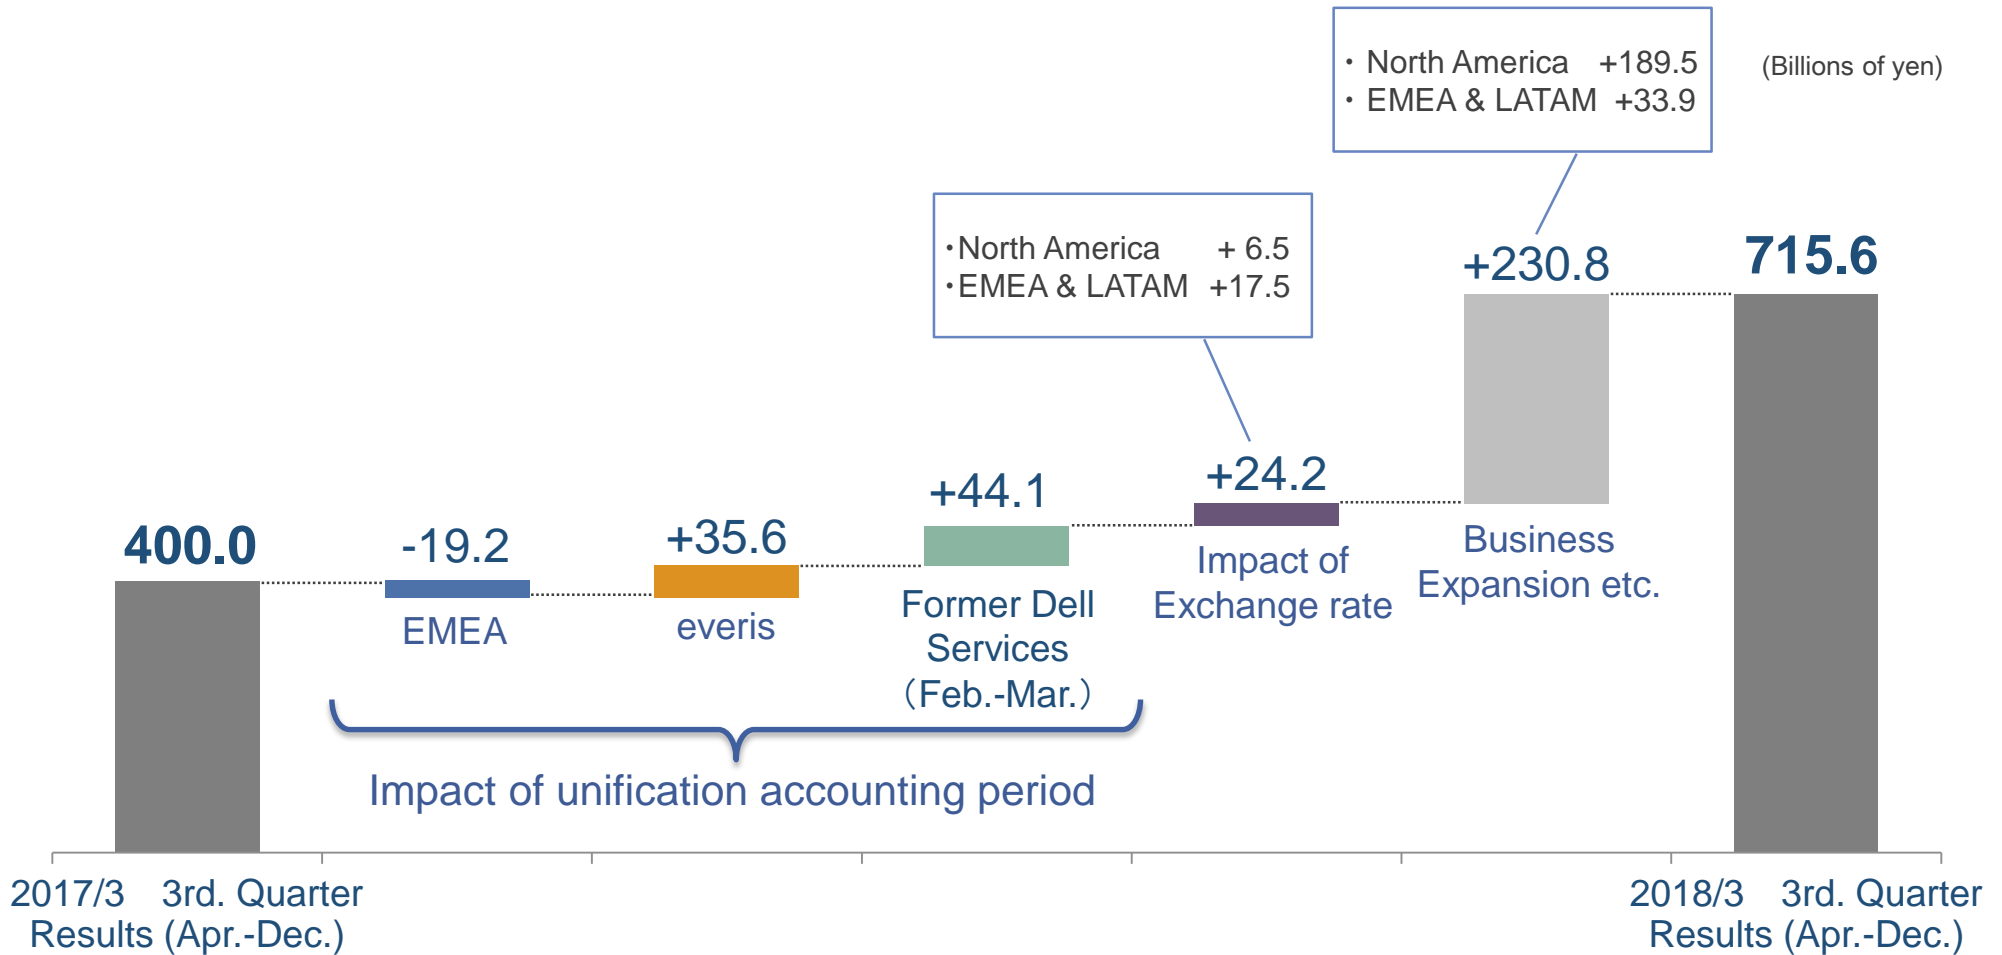 ・ North America +189.5
・ EMEA & LATAM +33.9
(Billions of yen)
・North America + 6.5
・EMEA & LATAM +17.5
400.0
-19.2
EMEA
+35.6
everis
+44.1
Former Dell
Services
（Feb.-Mar.）
+24.2
Impact of
Exchange rate
+230.8
Business
Expansion etc.
715.6
Impact of unification accounting period
2017/3 3rd. Quarter
Results (Apr.-Dec.)
2018/3 3rd. Quarter
Results (Apr.-Dec.)